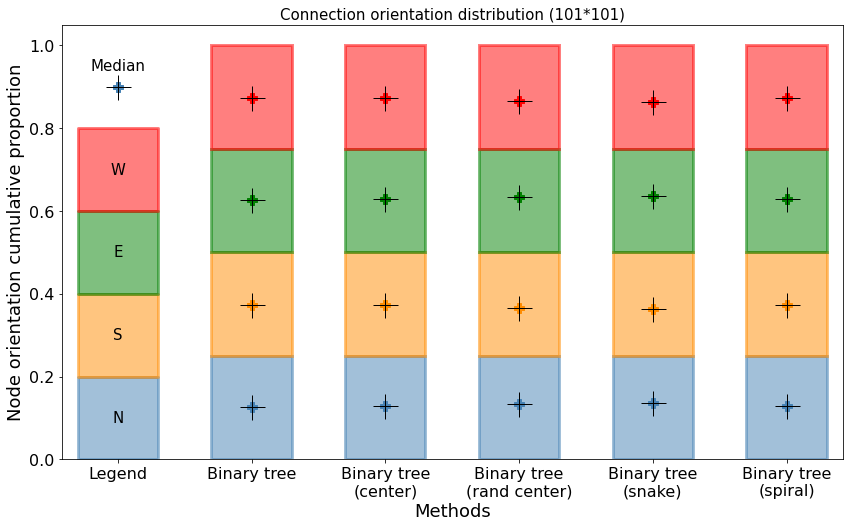 Connection orientation distribution (101*101)
Node orientation cumulative proportion
1.0
0.8
0.6
0.4
0.2
0.0
Median
W
E
S
N
Legend
Binary tree
Binary tree
(center)
Binary tree
(rand center)
Binary tree
(snake)
Binary tree
(spiral)
Methods